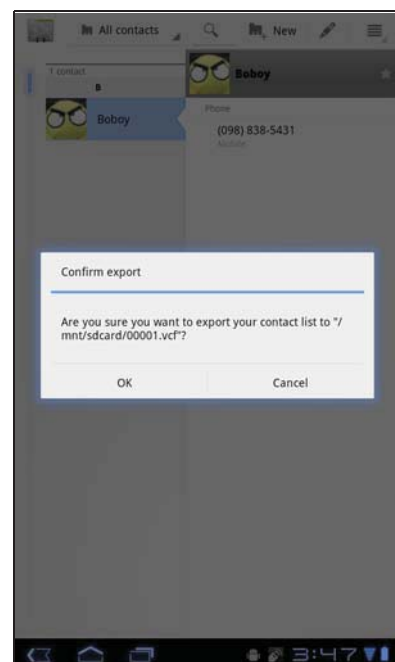 All contacts
New
1 contact
B
Boboy
Boboy
Phone
(098) 838-5431
Mobile
Confirm export
Are you sure you want to export your contact list to "/
mnt/sdcard/00001.vcf"?
OK
Cancel
3:47